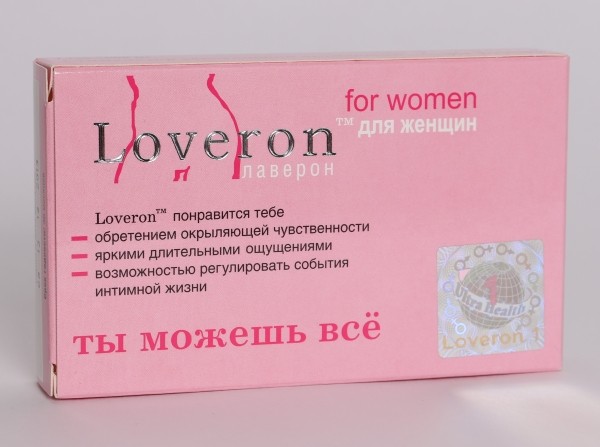 for women
Loveron™ для женщин
лаверон
Loveron™ понравится тебе
обретением окрыляющей чувственности
яркими длительными ощущениями
возможностью регулировать события
интимной жизни
ты можешь всё
1
Ultra Health
Loveron 1